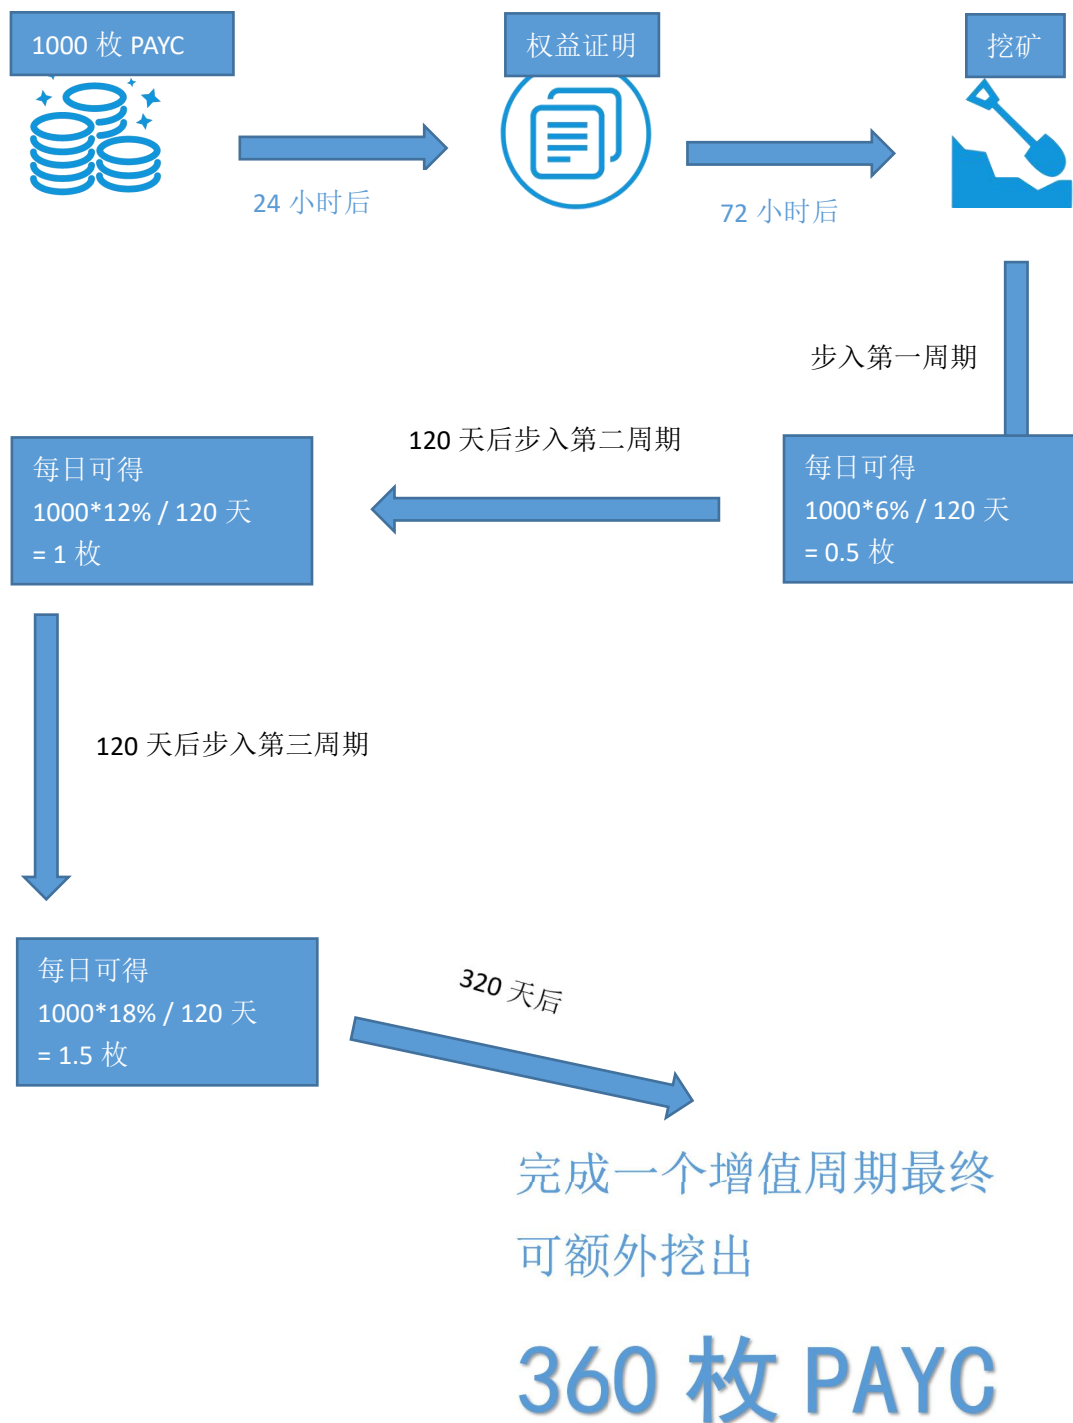 1000 枚 PAYC
权益证明
挖矿
24 小时后
72 小时后
步入第一周期
120 天后步入第二周期
每日可得
1000*6% / 120 天
= 0.5 枚
每日可得
1000*12% / 120 天
= 1 枚
120 天后步入第三周期
每日可得
1000*18% / 120 天
= 1.5 枚
320 天后
完成一个增值周期最终
可额外挖出
360 枚 PAYC